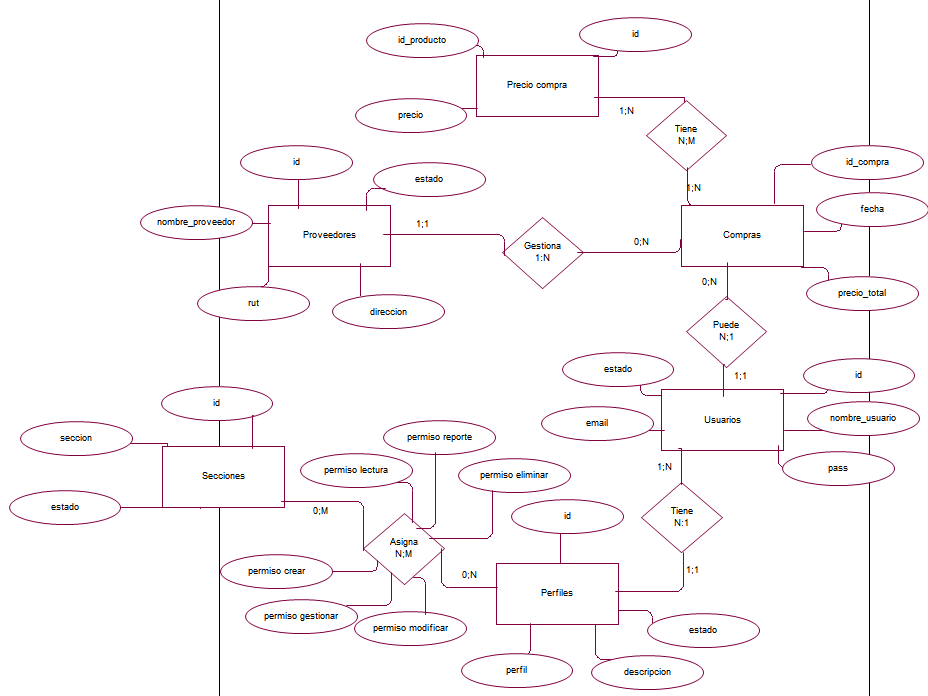 id_producto
id
Precio compra
precio
1;N
Tiene
N;M
id
estado
1;N
id_compra
nombre_proveedor
1;1
fecha
Proveedores
Gestiona
1:N
0;N
Compras
0;N
rut
direccion
precio_total
Puede
N;1
estado
1;1
id
id
email
Usuarios
nombre_usuario
seccion
permiso reporte
pass
Secciones
permiso lectura
permiso eliminar
1;N
estado
0;M
id
Tiene
N:1
Asigna
N;M
permiso crear
0;N
1;1
Perfiles
permiso gestionar
permiso modificar
estado
perfil
descripcion